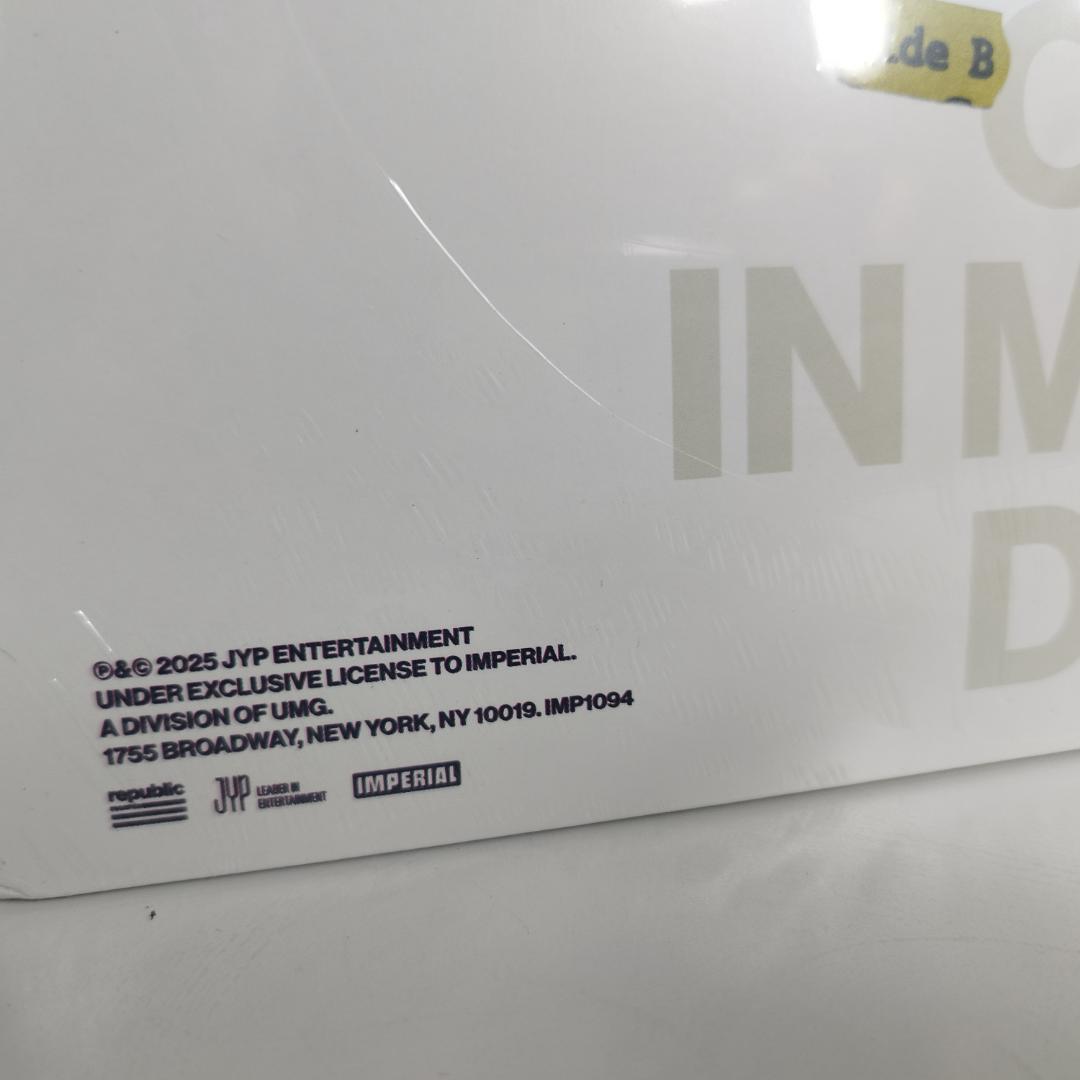 B
IN
D
℗&© 2025 JYP ENTERTAINMENT
UNDER EXCLUSIVE LICENSE TO IMPERIAL.
A DIVISION OF UMG.
1755 BROADWAY, NEW YORK, NY 10019. IMP1094
republic
JYP LEADER IN
ENTERTAINMENT
IMPERIAL